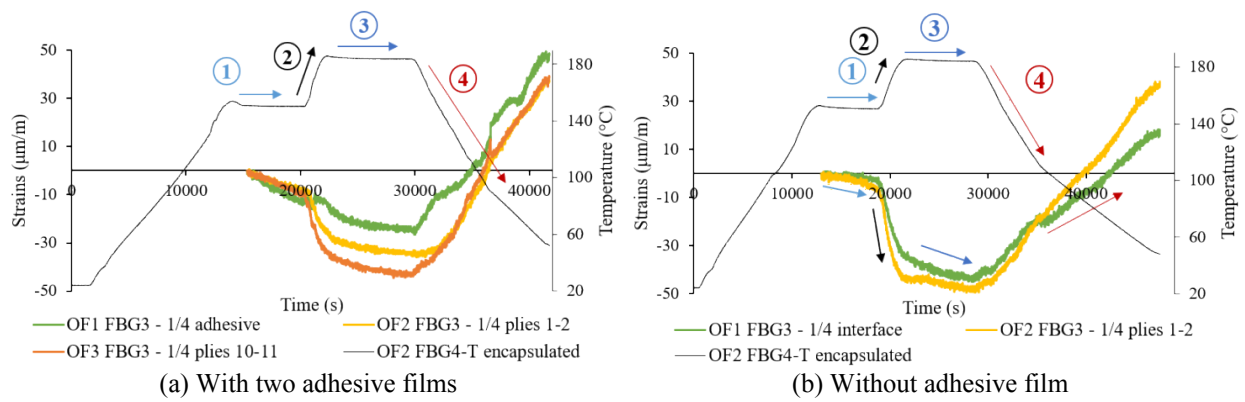 ① ② ③ ④
50
30
10
-10
-30
-50
0 10000 20000 30000 40000
180
140
100
60
20
Strains (μm/m)
Temperature (°C)
Time (s)
OF1 FBG3 - 1/4 adhesive OF2 FBG3 - 1/4 plies 1-2
OF3 FBG3 - 1/4 plies 10-11 OF2 FBG4-T encapsulated
(a) With two adhesive films
① ② ③ ④
50
30
10
-10
-30
-50
0 10000 20000 30000 40000
180
140
100
60
20
Strains (μm/m)
Temperature (°C)
Time (s)
OF1 FBG3 - 1/4 interface OF2 FBG3 - 1/4 plies 1-2
OF2 FBG4-T encapsulated
(b) Without adhesive film